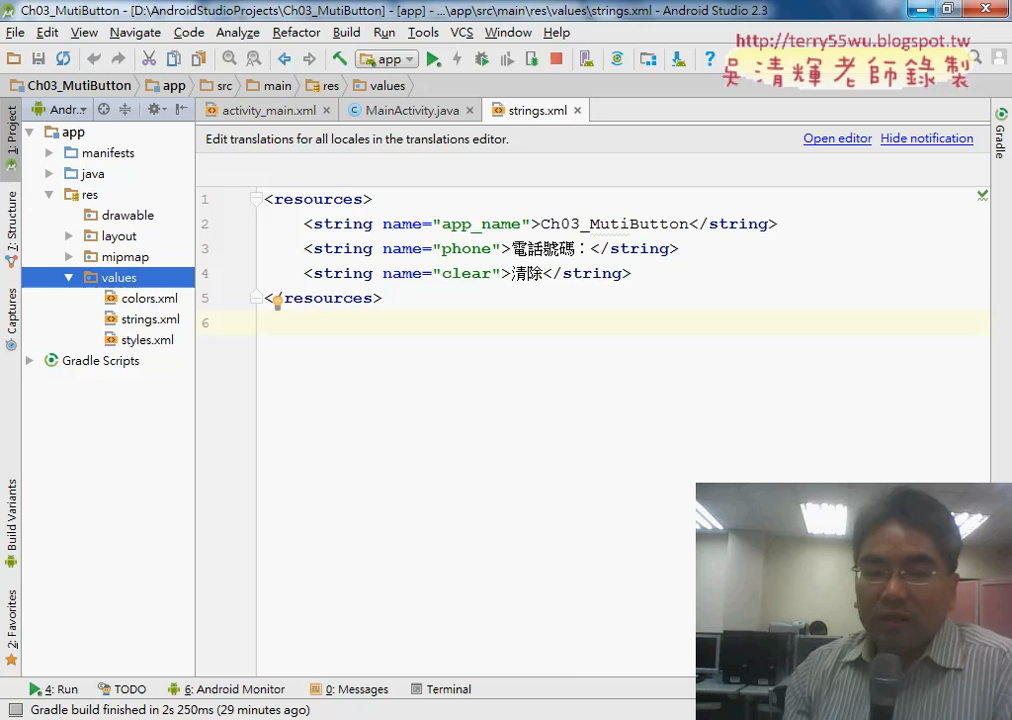 Ch03_MutiButton - [D:\AndroidStudioProjects\Ch03_MutiButton] - [app] - ...\app\src\main\res\values\strings.xml - Android Studio 2.3
File Edit View Navigate Code Analyze Refactor Build Run Tools VCS Window Help
http://terry55wu.blogspot.tw
吳清輝老師錄製
app
Ch03_MutiButton app src main res values
1: Project
Andr..
activity_main.xml MainActivity.java strings.xml
Edit translations for all locales in the translations editor. Open editor Hide notification
app
manifests
java
res
drawable
layout
mipmap
values
colors.xml
strings.xml
styles.xml
Gradle Scripts
1 <resources>
2 <string name="app_name">Ch03_MutiButton</string>
3 <string name="phone">電話號碼：</string>
4 <string name="clear">清除</string>
5 </resources>
6
7: Structure
Captures
Build Variants
2: Favorites
Gradle
4: Run TODO 6: Android Monitor 0: Messages Terminal
Gradle build finished in 2s 250ms (29 minutes ago)